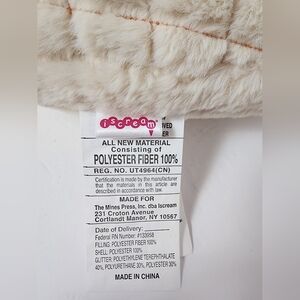 iscream
VED
ER
ALL NEW MATERIAL
Consisting of
POLYESTER FIBER 100%
REG. NO. UT4964(CN)
Certification is made by the manufacturer
that the materials in this article are
described in accordance with law.
MADE FOR
The Mines Press, Inc. dba Iscream
231 Croton Avenue
Cortlandt Manor, NY 10567
Date of Delivery:
Federal RN Number: #133958
FILLING: POLYESTER FIBER 100%
SHELL: POLYESTER 100%
GLITTER: POLYETHYLENE TEREPHTHALATE
40%, POLYURETHANE 30%, POLYESTER 30%
MADE IN CHINA